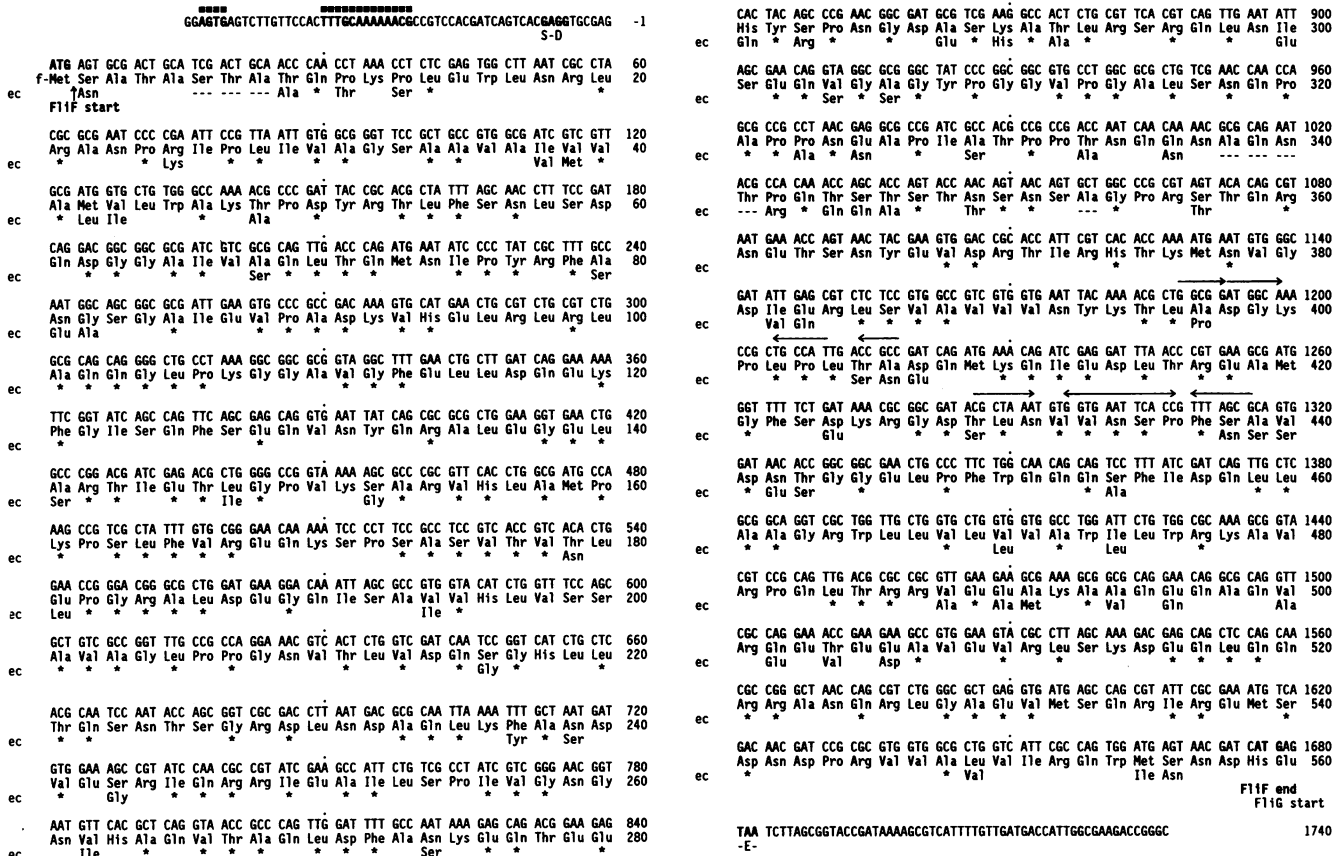 GGAGTGAGTCTTGTTCCACTTTGCAAAAAACGCCGTCCACGATCAGTCACGAGGTGCGAG -1
S-D
ATG AGT GCG ACT GCA TCG ACT GCA ACC CAA CCT AAA CCT CTC GAG TGG CTT AAT CGC CTA 60
f-Met Ser Ala Thr Ala Ser Thr Ala Thr Gln Pro Lys Pro Leu Glu Trp Leu Asn Arg Leu 20
ec ↑Asn --- --- --- Ala * Thr Ser * *
FliF start
CGC GCG AAT CCC CGA ATT CCG TTA ATT GTG GCG GGT TCC GCT GCC GTG GCG ATC GTC GTT 120
Arg Ala Asn Pro Arg Ile Pro Leu Ile Val Ala Gly Ser Ala Ala Val Ala Ile Val Val 40
ec * * Lys * * * * Val Met *
GCG ATG GTG CTG TGG GCC AAA ACG CCC GAT TAC CGC ACG CTA TTT AGC AAC CTT TCC GAT 180
Ala Met Val Leu Trp Ala Lys Thr Pro Asp Tyr Arg Thr Leu Phe Ser Asn Leu Ser Asp 60
ec * Leu Ile * Ala * * * * * *
CAG GAC GGC GGC GCG ATC GTC GCG CAG TTG ACC CAG ATG AAT ATC CCC TAT CGC TTT GCC 240
Gln Asp Gly Gly Ala Ile Val Ala Gln Leu Thr Gln Met Asn Ile Pro Tyr Arg Phe Ala 80
ec * * * * Ser * * * * * * Ser
AAT GGC AGC GGC GCG ATT GAA GTG CCC GCC GAC AAA GTG CAT GAA CTG CGT CTG CGT CTG 300
Asn Gly Ser Gly Ala Ile Glu Val Pro Ala Asp Lys Val His Glu Leu Arg Leu Arg Leu 100
ec Glu Ala * * * * * * * *
GCG CAG CAG GGG CTG CCT AAA GGC GGC GCG GTA GGC TTT GAA CTG CTT GAT CAG GAA AAA 360
Ala Gln Gln Gly Leu Pro Lys Gly Gly Ala Val Gly Phe Glu Leu Leu Asp Gln Glu Lys 120
ec * * * * * * * * * *
TTC GGT ATC AGC CAG TTC AGC GAG CAG GTG AAT TAT CAG CGC GCG CTG GAA GGT GAA CTG 420
Phe Gly Ile Ser Gln Phe Ser Glu Gln Val Asn Tyr Gln Arg Ala Leu Glu Gly Glu Leu 140
ec * * * * * * *
GCC CGG ACG ATC GAG ACG CTG GGG CCG GTA AAA AGC GCC CGC GTT CAC CTG GCG ATG CCA 480
Ala Arg Thr Ile Glu Thr Leu Gly Pro Val Lys Ser Ala Arg Val His Leu Ala Met Pro 160
ec Ser * * * Ile * Gly * * * *
AAG CCG TCG CTA TTT GTG CGG GAA CAA AAA TCC CCT TCC GCC TCC GTC ACC GTC ACA CTG 540
Lys Pro Ser Leu Phe Val Arg Glu Gln Lys Ser Pro Ser Ala Ser Val Thr Val Thr Leu 180
ec * * * * * * * * * * Asn
GAA CCG GGA CGG GCG CTG GAT GAA GGA CAA ATT AGC GCC GTG GTA CAT CTG GTT TCC AGC 600
Glu Pro Gly Arg Ala Leu Asp Glu Gly Gln Ile Ser Ala Val Val His Leu Val Ser Ser 200
ec Leu * * * * * Ile *
GCT GTC GCC GGT TTG CCG CCA GGA AAC GTC ACT CTG GTC GAT CAA TCC GGT CAT CTG CTC 660
Ala Val Ala Gly Leu Pro Pro Gly Asn Val Thr Leu Val Asp Gln Ser Gly His Leu Leu 220
ec * * * * * * * * * * * Gly * *
ACG CAA TCC AAT ACC AGC GGT CGC GAC CTT AAT GAC GCG CAA TTA AAA TTT GCT AAT GAT 720
Thr Gln Ser Asn Thr Ser Gly Arg Asp Leu Asn Asp Ala Gln Leu Lys Phe Ala Asn Asp 240
ec * * * * * * * Tyr * Ser
GTG GAA AGC CGT ATC CAA CGC CGT ATC GAA GCC ATT CTG TCG CCT ATC GTC GGG AAC GGT 780
Val Glu Ser Arg Ile Gln Arg Arg Ile Glu Ala Ile Leu Ser Pro Ile Val Gly Asn Gly 260
ec * Gly * * * * * * * *
AAT GTT CAC GCT CAG GTA ACC GCC CAG TTG GAT TTT GCC AAT AAA GAG CAG ACG GAA GAG 840
Asn Val His Ala Gln Val Thr Ala Gln Leu Asp Phe Ala Asn Lys Glu Gln Thr Glu Glu 280
ec Ile * * * * * * Ser * * *
CAC TAC AGC CCG AAC GGC GAT GCG TCG AAG GCC ACT CTG CGT TCA CGT CAG TTG AAT ATT 900
His Tyr Ser Pro Asn Gly Asp Ala Ser Lys Ala Thr Leu Arg Ser Arg Gln Leu Asn Ile 300
ec Gln * Arg * Glu * His * Ala * * * * Glu
AGC GAA CAG GTA GGC GCG GGC TAT CCG GGC GGC GTG CCT GGC GCG CTG TCG AAC CAA CCA 960
Ser Glu Gln Val Gly Ala Gly Tyr Pro Gly Gly Val Pro Gly Ala Leu Ser Asn Gln Pro 320
ec * * Ser * Ser * * * * * * *
GCG CCG CCT AAC GAG GCG CCG ATC GCC ACG CCG CCG ACC AAT CAA CAA AAC GCG CAG AAT 1020
Ala Pro Pro Asn Glu Ala Pro Ile Ala Thr Pro Pro Thr Asn Gln Gln Asn Ala Gln Asn 340
ec * * Ala * Asn * * Ser * Ala Asn --- --- ---
ACG CCA CAA ACC AGC ACC AGT ACC AAC AGT AAC AGT GCT GGC CCG CGT AGT ACA CAG CGT 1080
Thr Pro Gln Thr Ser Thr Ser Thr Asn Ser Asn Ser Ala Gly Pro Arg Ser Thr Gln Arg 360
ec --- Arg * Gln Gln Ala * Thr * * --- * Thr *
AAT GAA ACC AGT AAC TAC GAA GTG GAC CGC ACC ATT CGT CAC ACC AAA ATG AAT GTG GGC 1140
Asn Glu Thr Ser Asn Tyr Glu Val Asp Arg Thr Ile Arg His Thr Lys Met Asn Val Gly 380
ec * * * * * *
GAT ATT GAG CGT CTC TCC GTG GCC GTC GTG GTG AAT TAC AAA ACG CTG GCG GAT GGC AAA 1200
Asp Ile Glu Arg Leu Ser Val Ala Val Val Val Asn Tyr Lys Thr Leu Ala Asp Gly Lys 400
ec Val Gln * * * * * Pro
CCG CTG CCA TTG ACC GCC GAT CAG ATG AAA CAG ATC GAG GAT TTA ACC CGT GAA GCG ATG 1260
Pro Leu Pro Leu Thr Ala Asp Gln Met Lys Gln Ile Glu Asp Leu Thr Arg Glu Ala Met 420
ec * * * Ser Asn Glu * * * * * * *
GGT TTT TCT GAT AAA CGC GGC GAT ACG CTA AAT GTG GTG AAT TCA CCG TTT AGC GCA GTG 1320
Gly Phe Ser Asp Lys Arg Gly Asp Thr Leu Asn Val Val Asn Ser Pro Phe Ser Ala Val 440
ec * Glu * * Ser * * * * * * Asn Ser Ser
GAT AAC ACC GGC GGC GAA CTG CCC TTC TGG CAA CAG CAG TCC TTT ATC GAT CAG TTG CTC 1380
Asp Asn Thr Gly Gly Glu Leu Pro Phe Trp Gln Gln Gln Ser Phe Ile Asp Gln Leu Leu 460
ec * Glu Ser * * * Ala * *
GCG GCA GGT CGC TGG TTG CTG GTG CTG GTG GTG GCC TGG ATT CTG TGG CGC AAA GCG GTA 1440
Ala Ala Gly Arg Trp Leu Leu Val Leu Val Val Ala Trp Ile Leu Trp Arg Lys Ala Val 480
ec * * * Leu Leu *
CGT CCG CAG TTG ACG CGC CGC GTT GAA GAA GCG AAA GCG GCG CAG GAA CAG GCG CAG GTT 1500
Arg Pro Gln Leu Thr Arg Arg Val Glu Glu Ala Lys Ala Ala Gln Glu Gln Ala Gln Val 500
ec * * * Ala * Ala Met * Val Gln Ala
CGC CAG GAA ACC GAA GAA GCC GTG GAA GTA CGC CTT AGC AAA GAC GAG CAG CTC CAG CAA 1560
Arg Gln Glu Thr Glu Glu Ala Val Glu Val Arg Leu Ser Lys Asp Glu Gln Leu Gln Gln 520
ec Glu Val Asp * * * * *
CGC CGG GCT AAC CAG CGT CTG GGC GCT GAG GTG ATG AGC CAG CGT ATT CGC GAA ATG TCA 1620
Arg Arg Ala Asn Gln Arg Leu Gly Ala Glu Val Met Ser Gln Arg Ile Arg Glu Met Ser 540
ec * * * * * * * *
GAC AAC GAT CCG CGC GTG GTG GCG CTG GTC ATT CGC CAG TGG ATG AGT AAC GAT CAT GAG 1680
Asp Asn Asp Pro Arg Val Val Ala Leu Val Ile Arg Gln Trp Met Ser Asn Asp His Glu 560
ec * * Val Ile Asn
FliF end
FliG start
TAA TCTTAGCGGTACCGATAAAAGCGTCATTTTGTTGATGACCATTGGCGAAGACCGGGC 1740
-E-